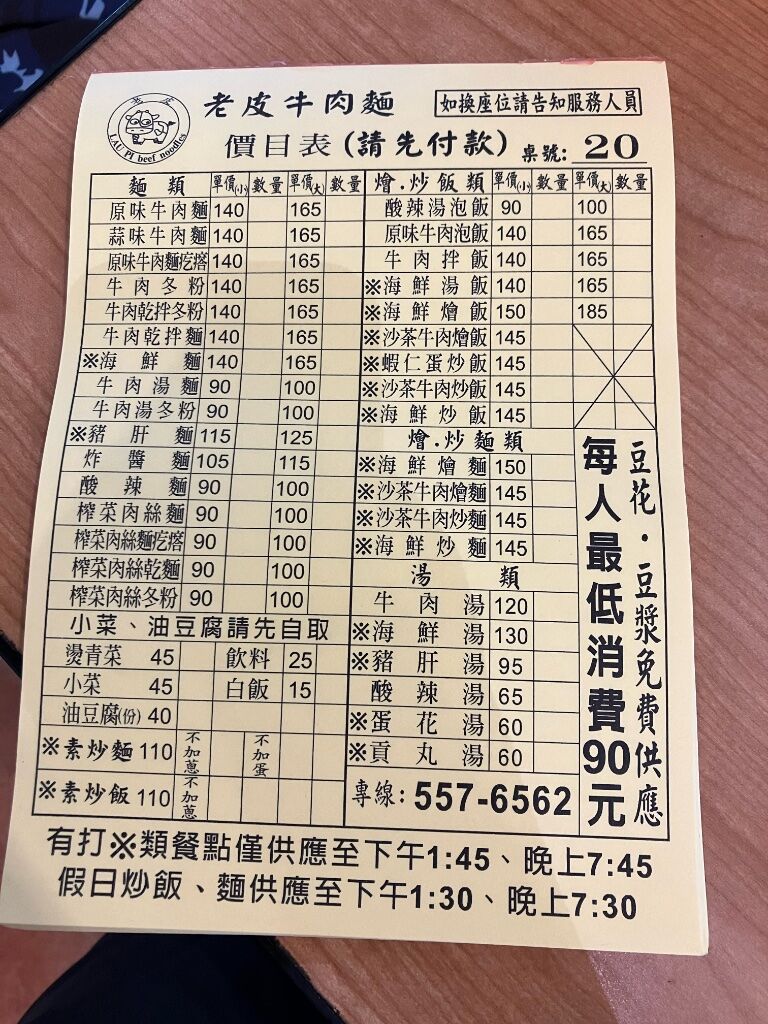 老皮
LAU PI beef noodles
老皮牛肉麵
如換座位請告知服務人員
價目表(請先付款)
桌號: 20
麵類 單價(小) 數量 單價(大) 數量
原味牛肉麵 140 165
蒜味牛肉麵 140 165
原味牛肉麵疙瘩 140 165
牛肉冬粉 140 165
牛肉乾拌冬粉 140 165
牛肉乾拌麵 140 165
※海鮮麵 140 165
牛肉湯麵 90 100
牛肉湯冬粉 90 100
※豬肝麵 115 125
炸醬麵 105 115
酸辣麵 90 100
榨菜肉絲麵 90 100
榨菜肉絲麵疙瘩 90 100
榨菜肉絲乾麵 90 100
榨菜肉絲冬粉 90 100
小菜、油豆腐請先自取
燙青菜 45 飲料 25
小菜 45 白飯 15
油豆腐(份) 40
※素炒麵 110 不加蔥 不加蛋
※素炒飯 110 不加蔥
燴.炒飯類 單價(小) 數量 單價(大) 數量
酸辣湯泡飯 90 100
原味牛肉泡飯 140 165
牛肉拌飯 140 165
※海鮮湯飯 140 165
※海鮮燴飯 150 185
※沙茶牛肉燴飯 145
※蝦仁蛋炒飯 145
※沙茶牛肉炒飯 145
※海鮮炒飯 145
燴.炒麵類
※海鮮燴麵 150
※沙茶牛肉燴麵 145
※沙茶牛肉炒麵 145
※海鮮炒麵 145
湯類
牛肉湯 120
※海鮮湯 130
※豬肝湯 95
酸辣湯 65
※蛋花湯 60
※貢丸湯 60
專線: 557-6562
豆花.豆漿免費供應
每人最低消費90元
有打※類餐點僅供應至下午1:45、晚上7:45
假日炒飯、麵供應至下午1:30、晚上7:30